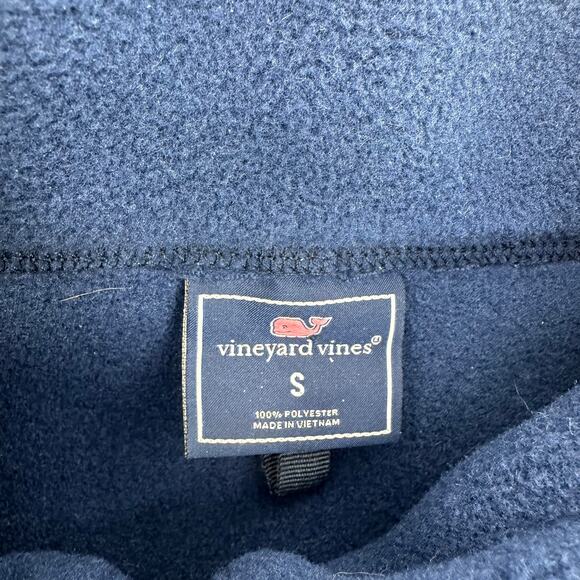 vineyard vines®
S
100% POLYESTER
MADE IN VIETNAM